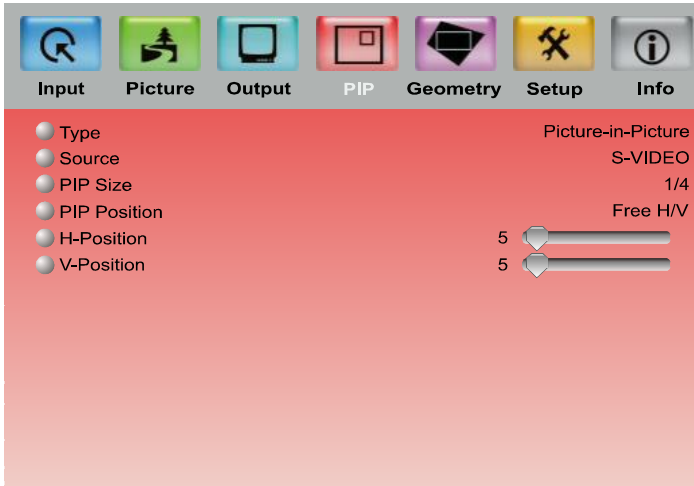 Input Picture Output PIP Geometry Setup Info
Type Picture-in-Picture
Source S-VIDEO
PIP Size 1/4
PIP Position Free H/V
H-Position 5
V-Position 5